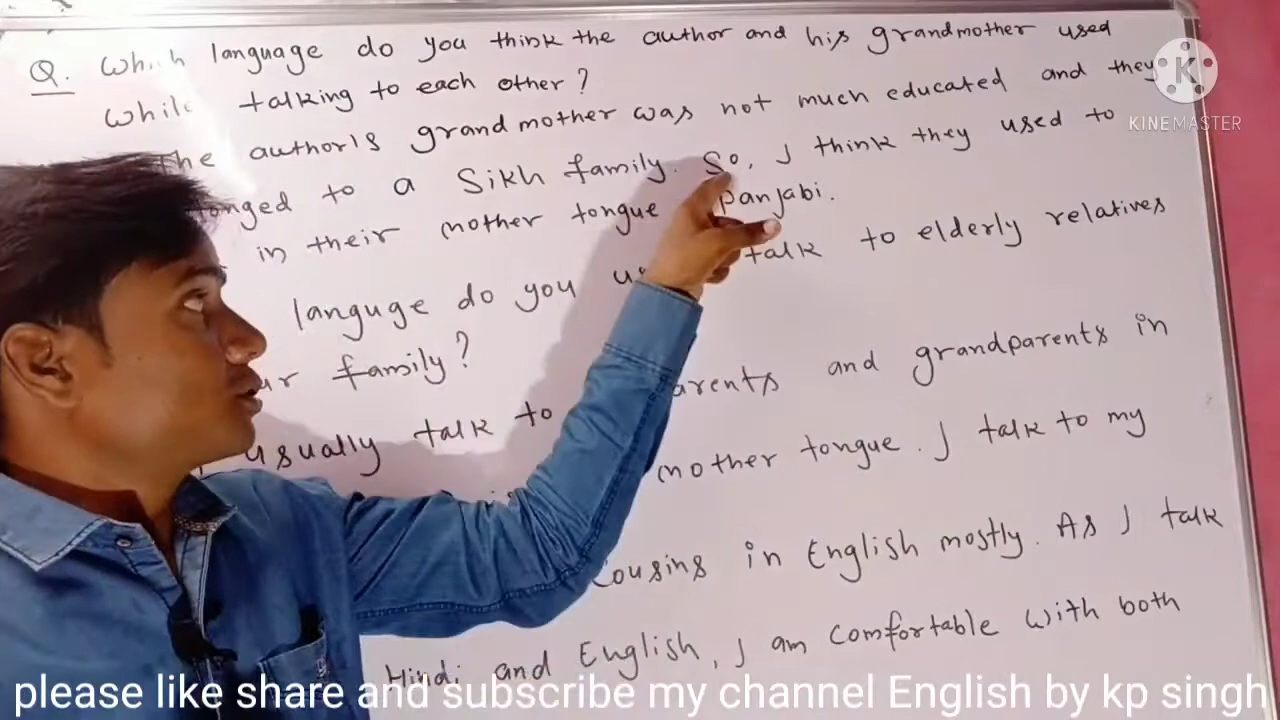 Q. Which language do you think the author and his grandmother used
while talking to each other?
The author's grandmother was not much educated and they
to a Sikh family. So, I think they used to
in their mother tongue Panjabi.
languge do you talk to elderly relatives
family?
usually talk to and grandparents in
mother tongue. I talk to my
Cousins in English mostly. As I talk
Hindi and English, I am comfortable with both
KINEMASTER
please like share and subscribe my channel English by kp singh